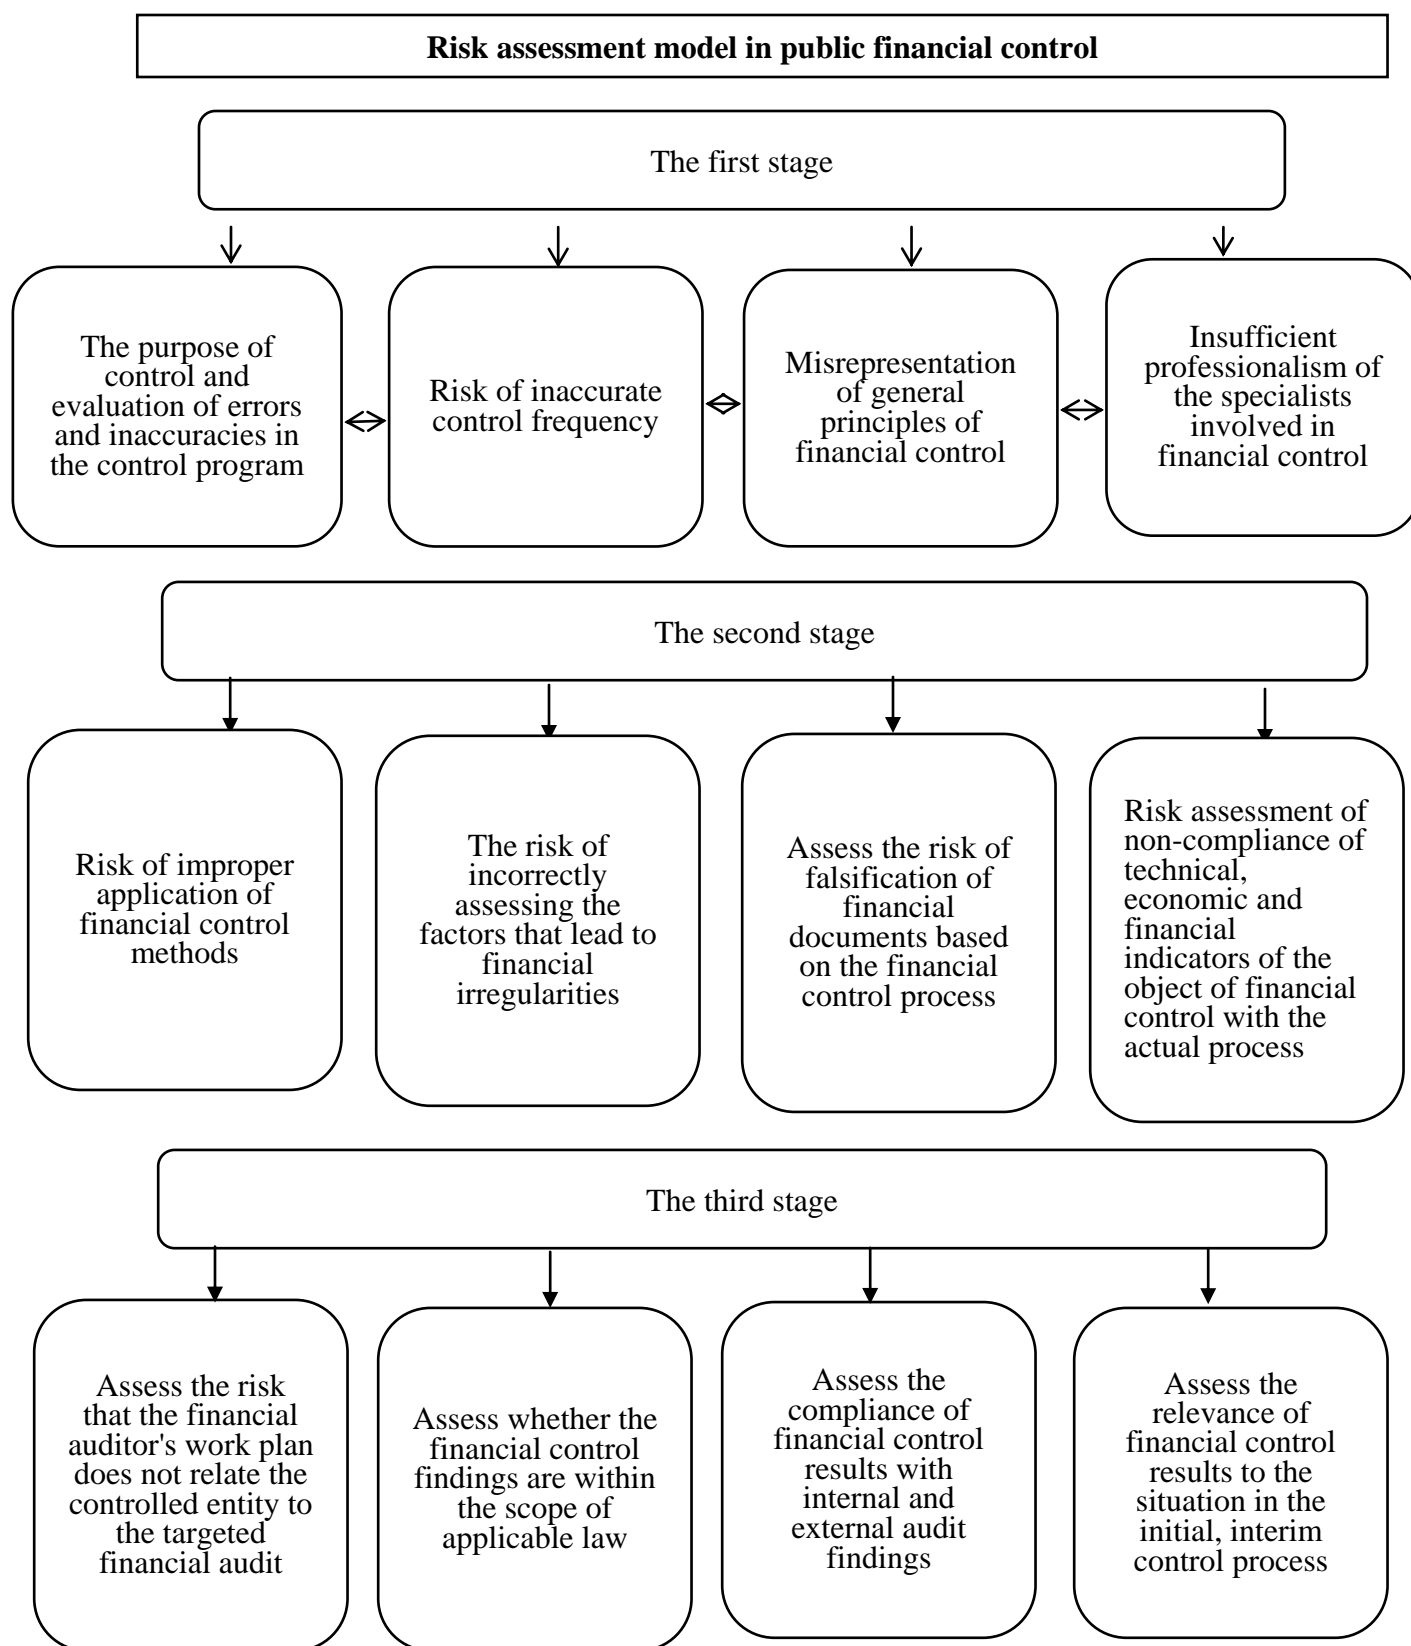 Risk assessment model in public financial control
The first stage
The purpose of
control and
evaluation of errors
and inaccuracies in
the control program
Risk of inaccurate
control frequency
Misrepresentation
of general
principles of
financial control
Insufficient
professionalism of
the specialists
involved in
financial control
The second stage
Risk of improper
application of
financial control
methods
The risk of
incorrectly
assessing the
factors that lead to
financial
irregularities
Assess the risk of
falsification of
financial
documents based
on the financial
control process
Risk assessment of
non-compliance of
technical,
economic and
financial
indicators of the
object of financial
control with the
actual process
The third stage
Assess the risk
that the financial
auditor's work plan
does not relate the
controlled entity to
the targeted
financial audit
Assess whether the
financial control
findings are within
the scope of
applicable law
Assess the
compliance of
financial control
results with
internal and
external audit
findings
Assess the
relevance of
financial control
results to the
situation in the
initial, interim
control process